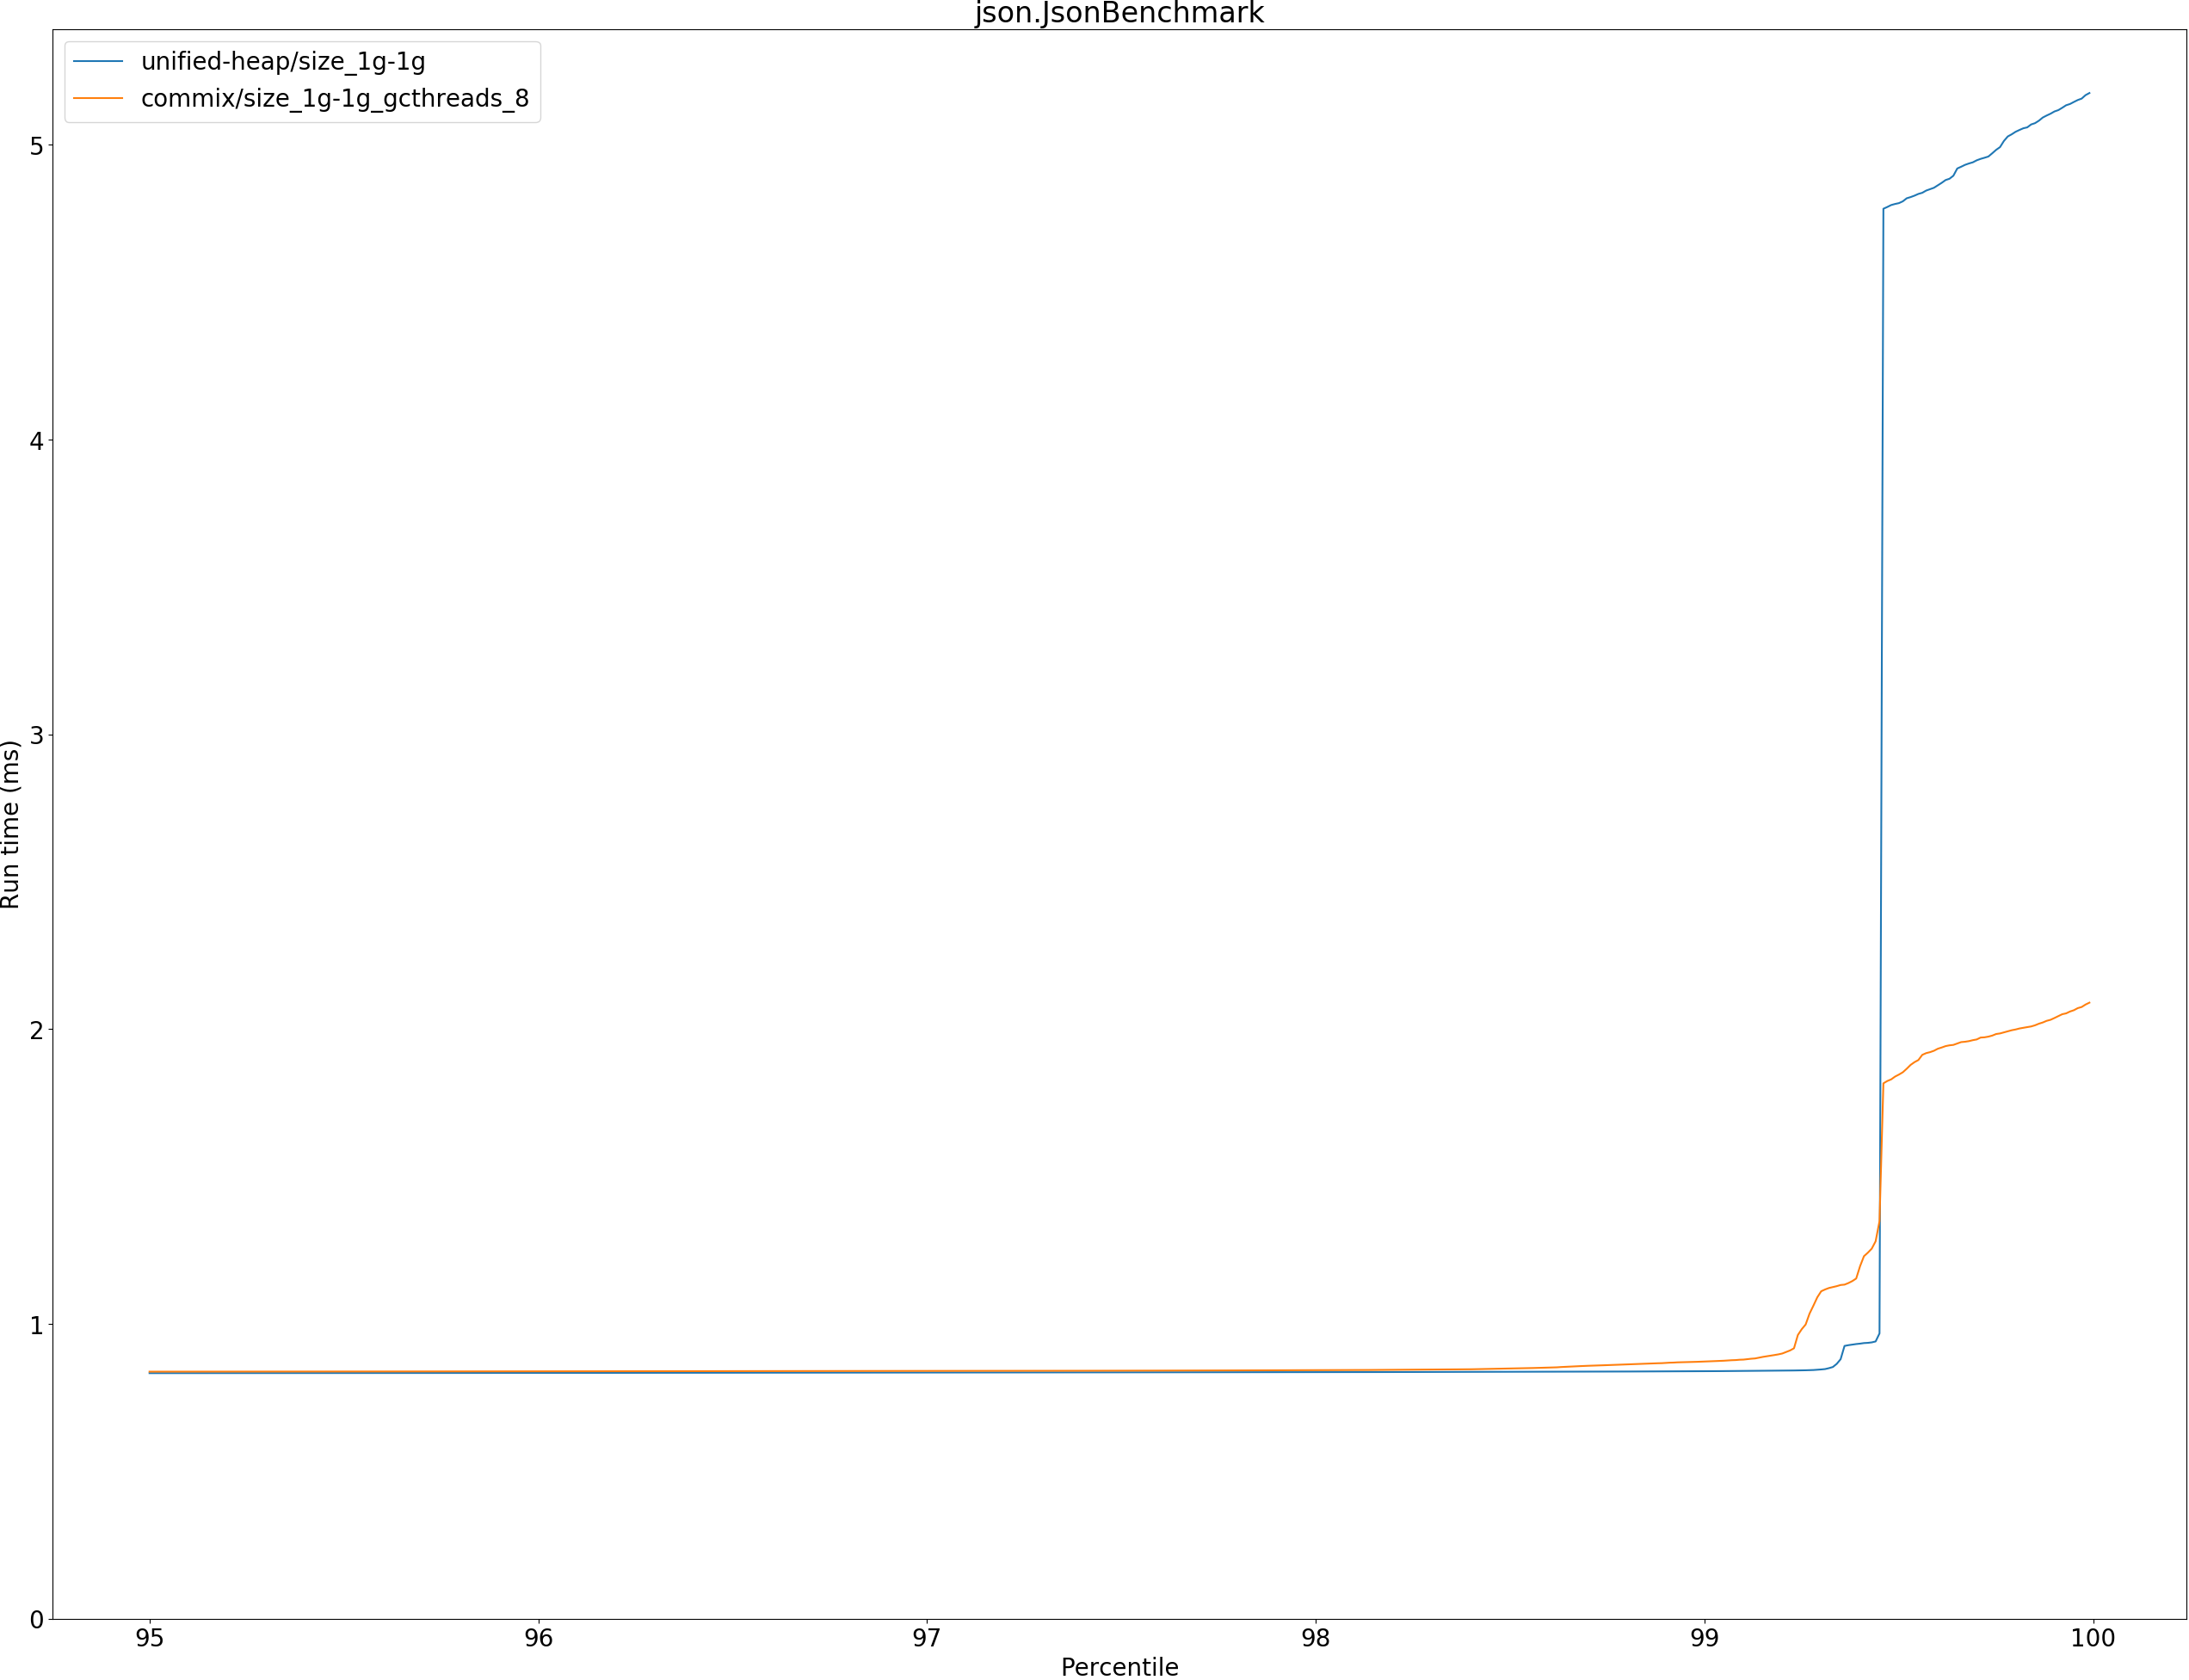 json.JsonBenchmark
unified-heap/size_1g-1g
commix/size_1g-1g_gcthreads_8
5
4
3
2
1
0
Run time (ms)
95 96 97 98 99 100
Percentile